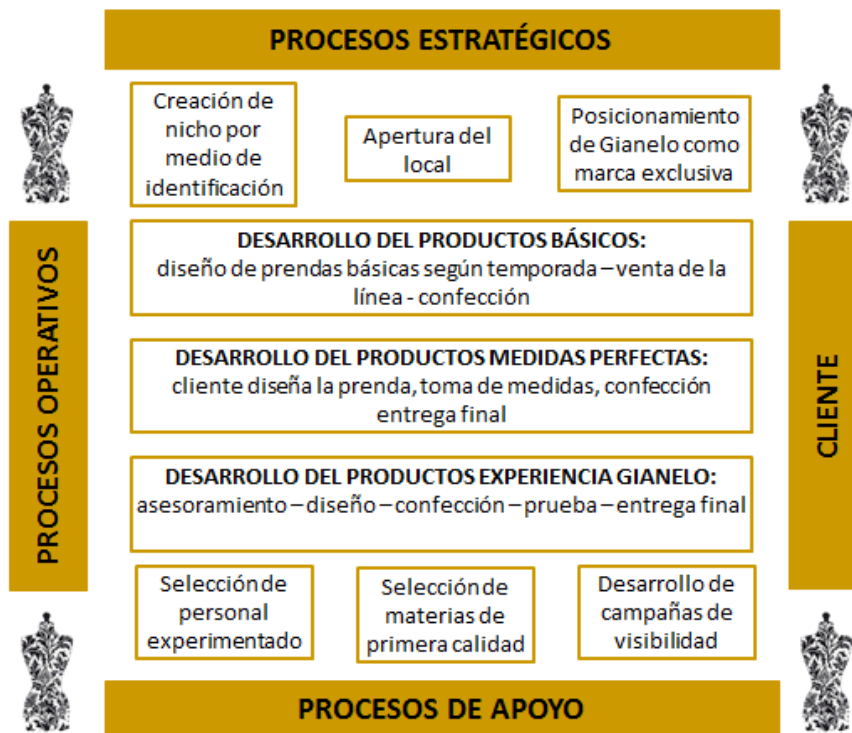 PROCESOS ESTRATÉGICOS
Creación de
nicho por
medio de
identificación
Apertura del
local
Posicionamiento
de Gianelo como
marca exclusiva
PROCESOS OPERATIVOS
DESARROLLO DEL PRODUCTOS BÁSICOS:
diseño de prendas básicas según temporada – venta de la
línea - confección
DESARROLLO DEL PRODUCTOS MEDIDAS PERFECTAS:
cliente diseña la prenda, toma de medidas, confección
entrega final
DESARROLLO DEL PRODUCTOS EXPERIENCIA GIANELO:
asesoramiento – diseño – confección – prueba – entrega final
CLIENTE
Selección de
personal
experimentado
Selección de
materias de
primera calidad
Desarrollo de
campañas de
visibilidad
PROCESOS DE APOYO